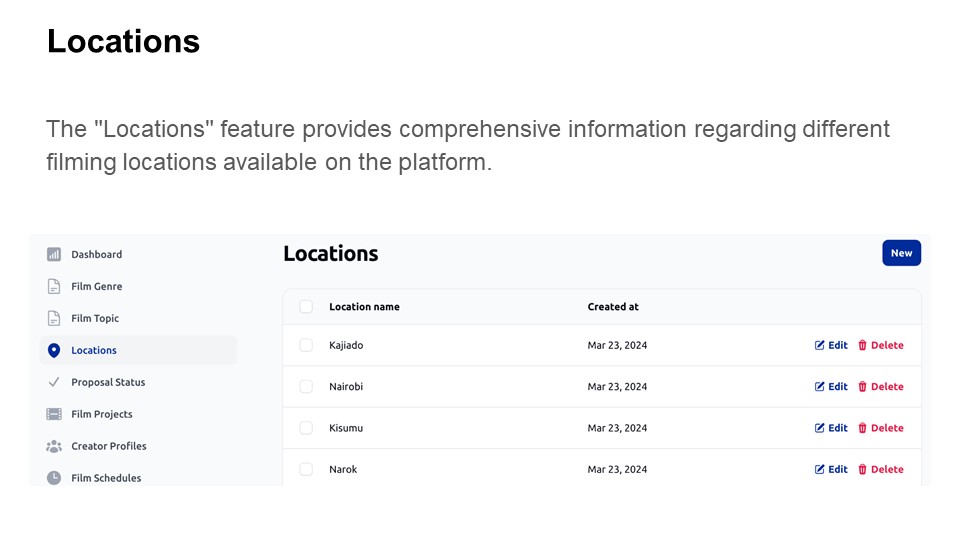 Locations
The "Locations" feature provides comprehensive information regarding different
filming locations available on the platform.
Dashboard
Film Genre
Film Topic
Locations
Proposal Status
Film Projects
Creator Profiles
Film Schedules
Locations
New
Location name Created at
Kajiado Mar 23, 2024 Edit Delete
Nairobi Mar 23, 2024 Edit Delete
Kisumu Mar 23, 2024 Edit Delete
Narok Mar 23, 2024 Edit Delete